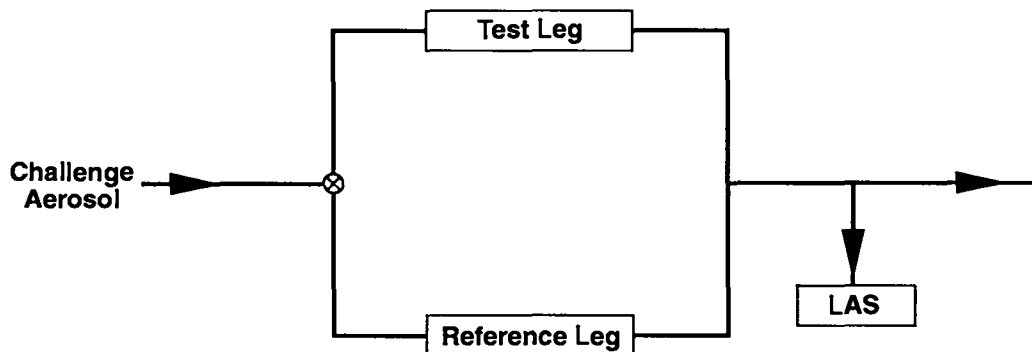 Test Leg
Challenge
Aerosol
LAS
Reference Leg